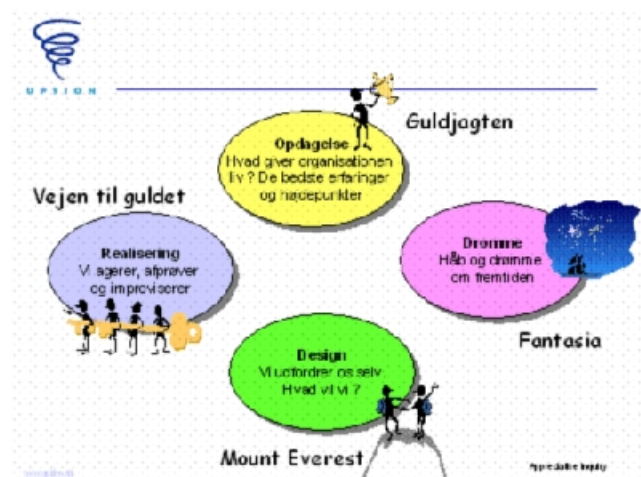 UPTION
Guldjagten
Opdagelse
Hvad giver organisationen
liv ? De bedste erfaringer
og højdepunkter
Vejen til guldet
Realisering
Vi agerer, afprøver
og improviserer
Drømme
Håb og drømme
om fremtiden
Fantasia
Design
Vi udfordrer os selv
Hvad vil vi ?
Mount Everest
Appreciative Inquiry